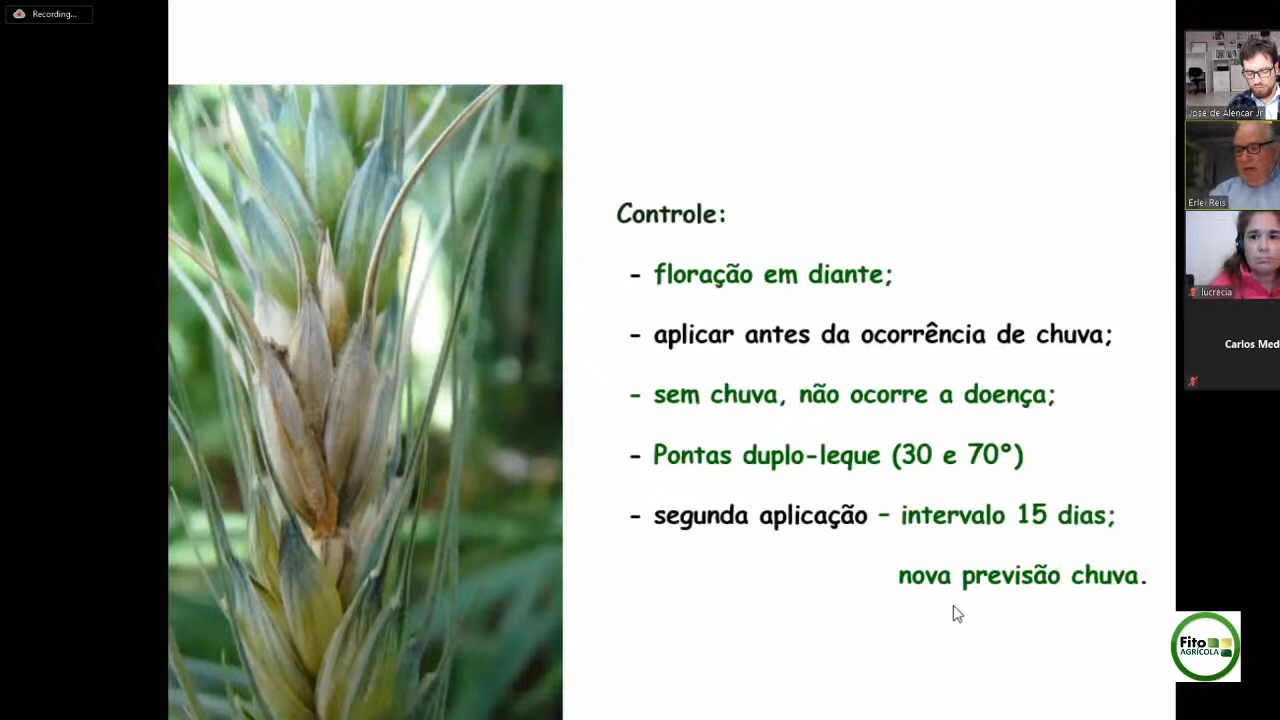 Recording...
Controle:
- floração em diante;
- aplicar antes da ocorrência de chuva;
- sem chuva, não ocorre a doença;
- Pontas duplo-leque (30 e 70°)
- segunda aplicação - intervalo 15 dias;
nova previsão chuva.
José de Alencar Jr
Erlei Reis
lucrecia
Carlos Med
Fito
AGRÍCOLA